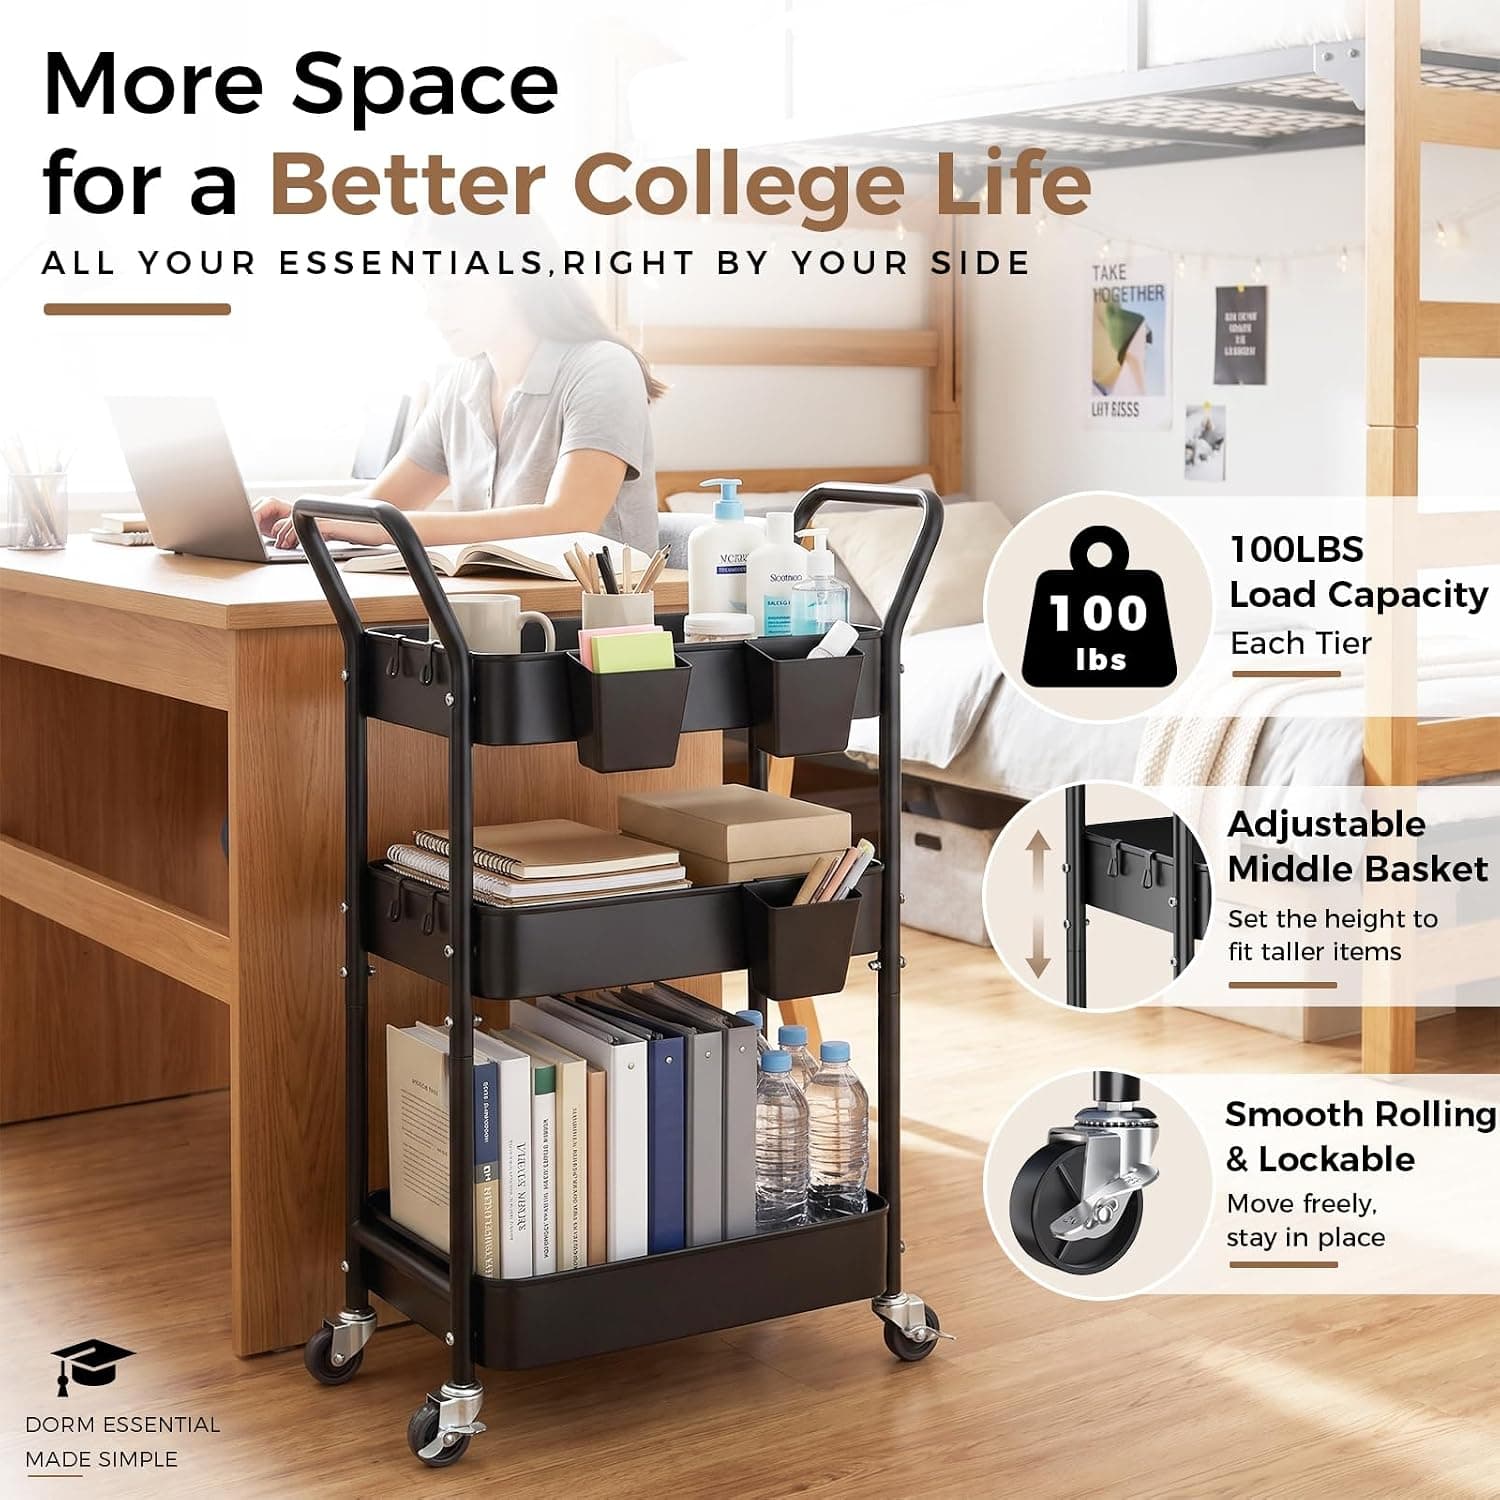 More Space
for a Better College Life
ALL YOUR ESSENTIALS,RIGHT BY YOUR SIDE
TAKE
100
lbs
100LBS
Load Capacity
Each Tier
Adjustable
Middle Basket
Set the height to
fit taller items
Smooth Rolling
& Lockable
Move freely,
stay in place
DORM ESSENTIAL
MADE SIMPLE